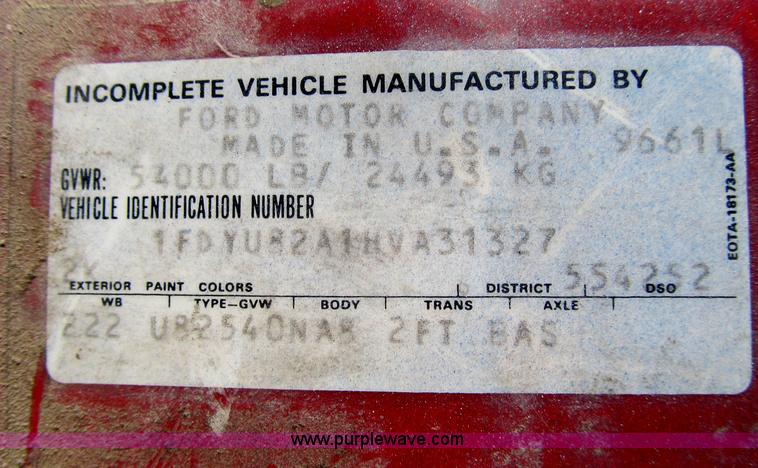 INCOMPLETE VEHICLE MANUFACTURED BY
FORD MOTOR COMPANY
MADE IN U.S.A. 9661L
GVWR: 54000 LB/ 24493 KG
VEHICLE IDENTIFICATION NUMBER
1FDYU82A1HVA31327
EOTA-18173-AA
554252
EXTERIOR PAINT COLORS DISTRICT DSO
WB TYPE-GVW BODY TRANS AXLE
222 U82540NAB 2FT BAS
www.purplewave.com